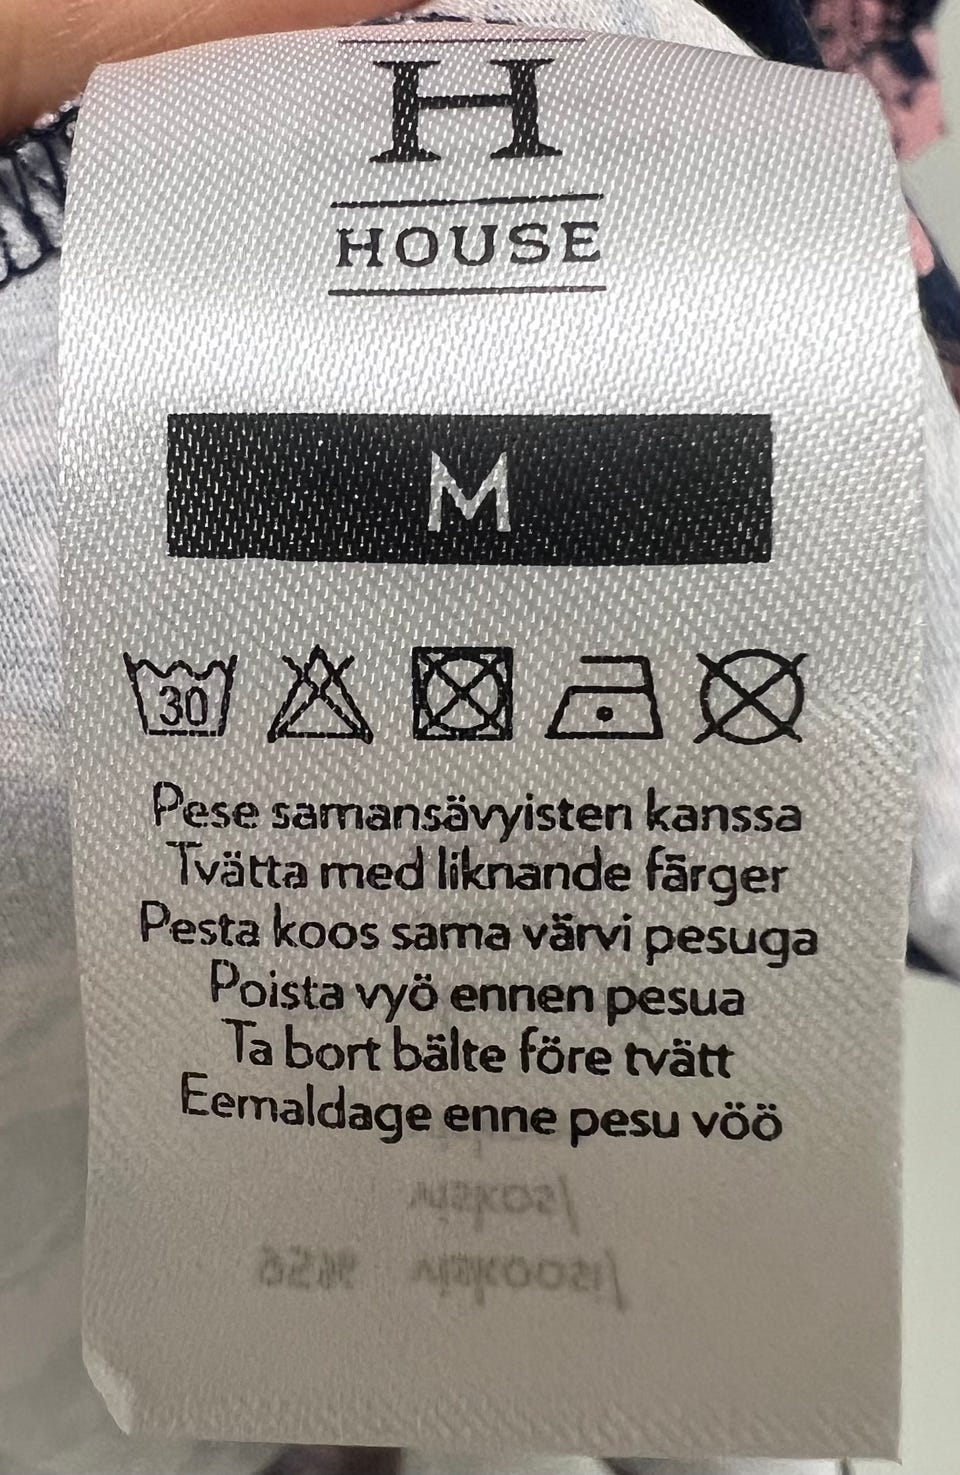 H
HOUSE
M
30
Pese samansävyisten kanssa
Tvätta med liknande färger
Pesta koos sama värvi pesuga
Poista vyö ennen pesua
Ta bort bälte före tvätt
Eemaldage enne pesu vöö